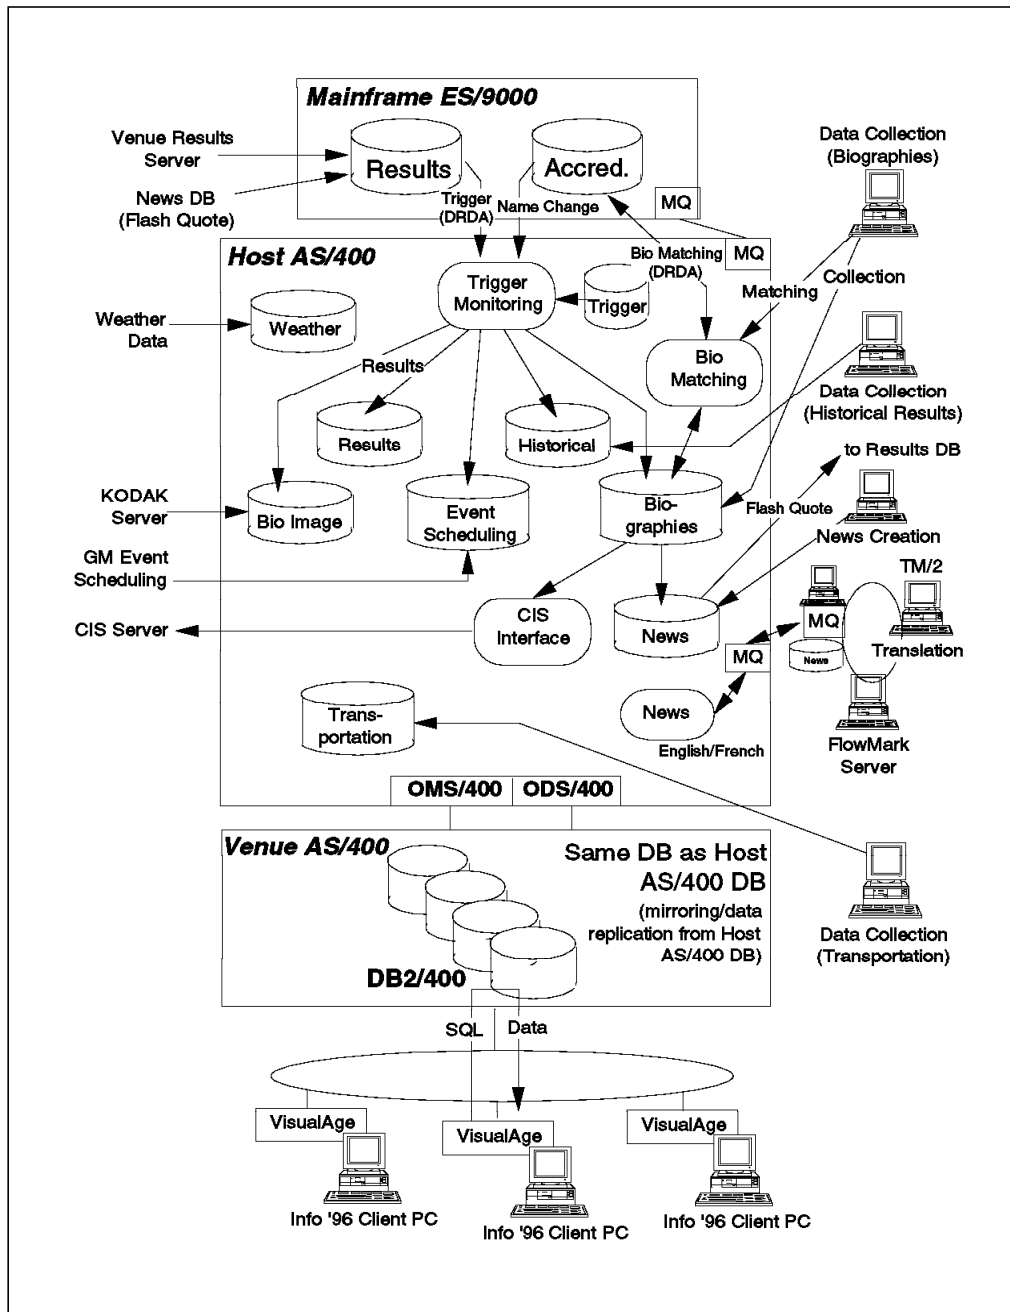 Mainframe ES/9000
Venue Results
Server
News DB
(Flash Quote)
Results
Accred.
Trigger
(DRDA)
Name Change
MQ
Data Collection
(Biographies)
Host AS/400
MQ
Bio Matching
(DRDA)
Trigger
Monitoring
Trigger
Collection
Matching
Weather
Data
Weather
Results
Bio
Matching
Data Collection
(Historical Results)
Results
Historical
to Results DB
KODAK
Server
Bio Image
Event
Scheduling
Bio-
graphies
Flash Quote
News Creation
GM Event
Scheduling
TM/2
CIS Server
CIS
Interface
News
MQ
MQ
News
Translation
Trans-
portation
News
English/French
FlowMark
Server
OMS/400
ODS/400
Venue AS/400
Same DB as Host
AS/400 DB
(mirroring/data
replication from Host
AS/400 DB)
DB2/400
Data Collection
(Transportation)
SQL
Data
VisualAge
VisualAge
VisualAge
Info '96 Client PC
Info '96 Client PC
Info '96 Client PC